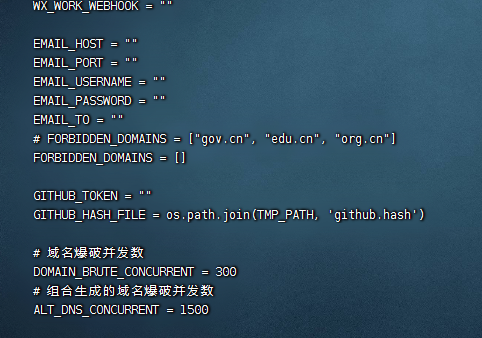 WX_WORK_WEBHOOK = ""
EMAIL_HOST = ""
EMAIL_PORT = ""
EMAIL_USERNAME = ""
EMAIL_PASSWORD = ""
EMAIL_TO = ""
# FORBIDDEN_DOMAINS = ["gov.cn", "edu.cn", "org.cn"]
FORBIDDEN_DOMAINS = []
GITHUB_TOKEN = ""
GITHUB_HASH_FILE = os.path.join(TMP_PATH, 'github.hash')
# 域名爆破并发数
DOMAIN_BRUTE_CONCURRENT = 300
# 组合生成的域名爆破并发数
ALT_DNS_CONCURRENT = 1500